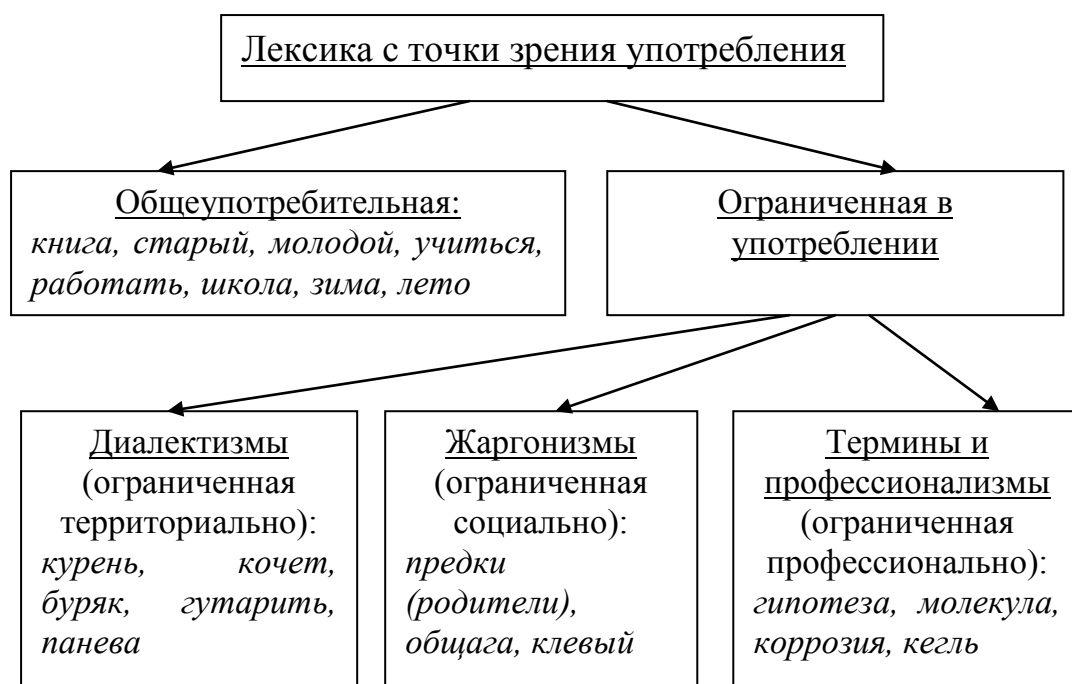 Лексика с точки зрения употребления
Общеупотребительная:
книга, старый, молодой, учиться,
работать, школа, зима, лето
Ограниченная в
употреблении
Диалектизмы
(ограниченная
территориально):
курень, кочет,
буряк, гутарить,
панева
Жаргонизмы
(ограниченная
социально):
предки
(родители),
общага, клевый
Термины и
профессионализмы
(ограниченная
профессионально):
гипотеза, молекула,
коррозия, кегль